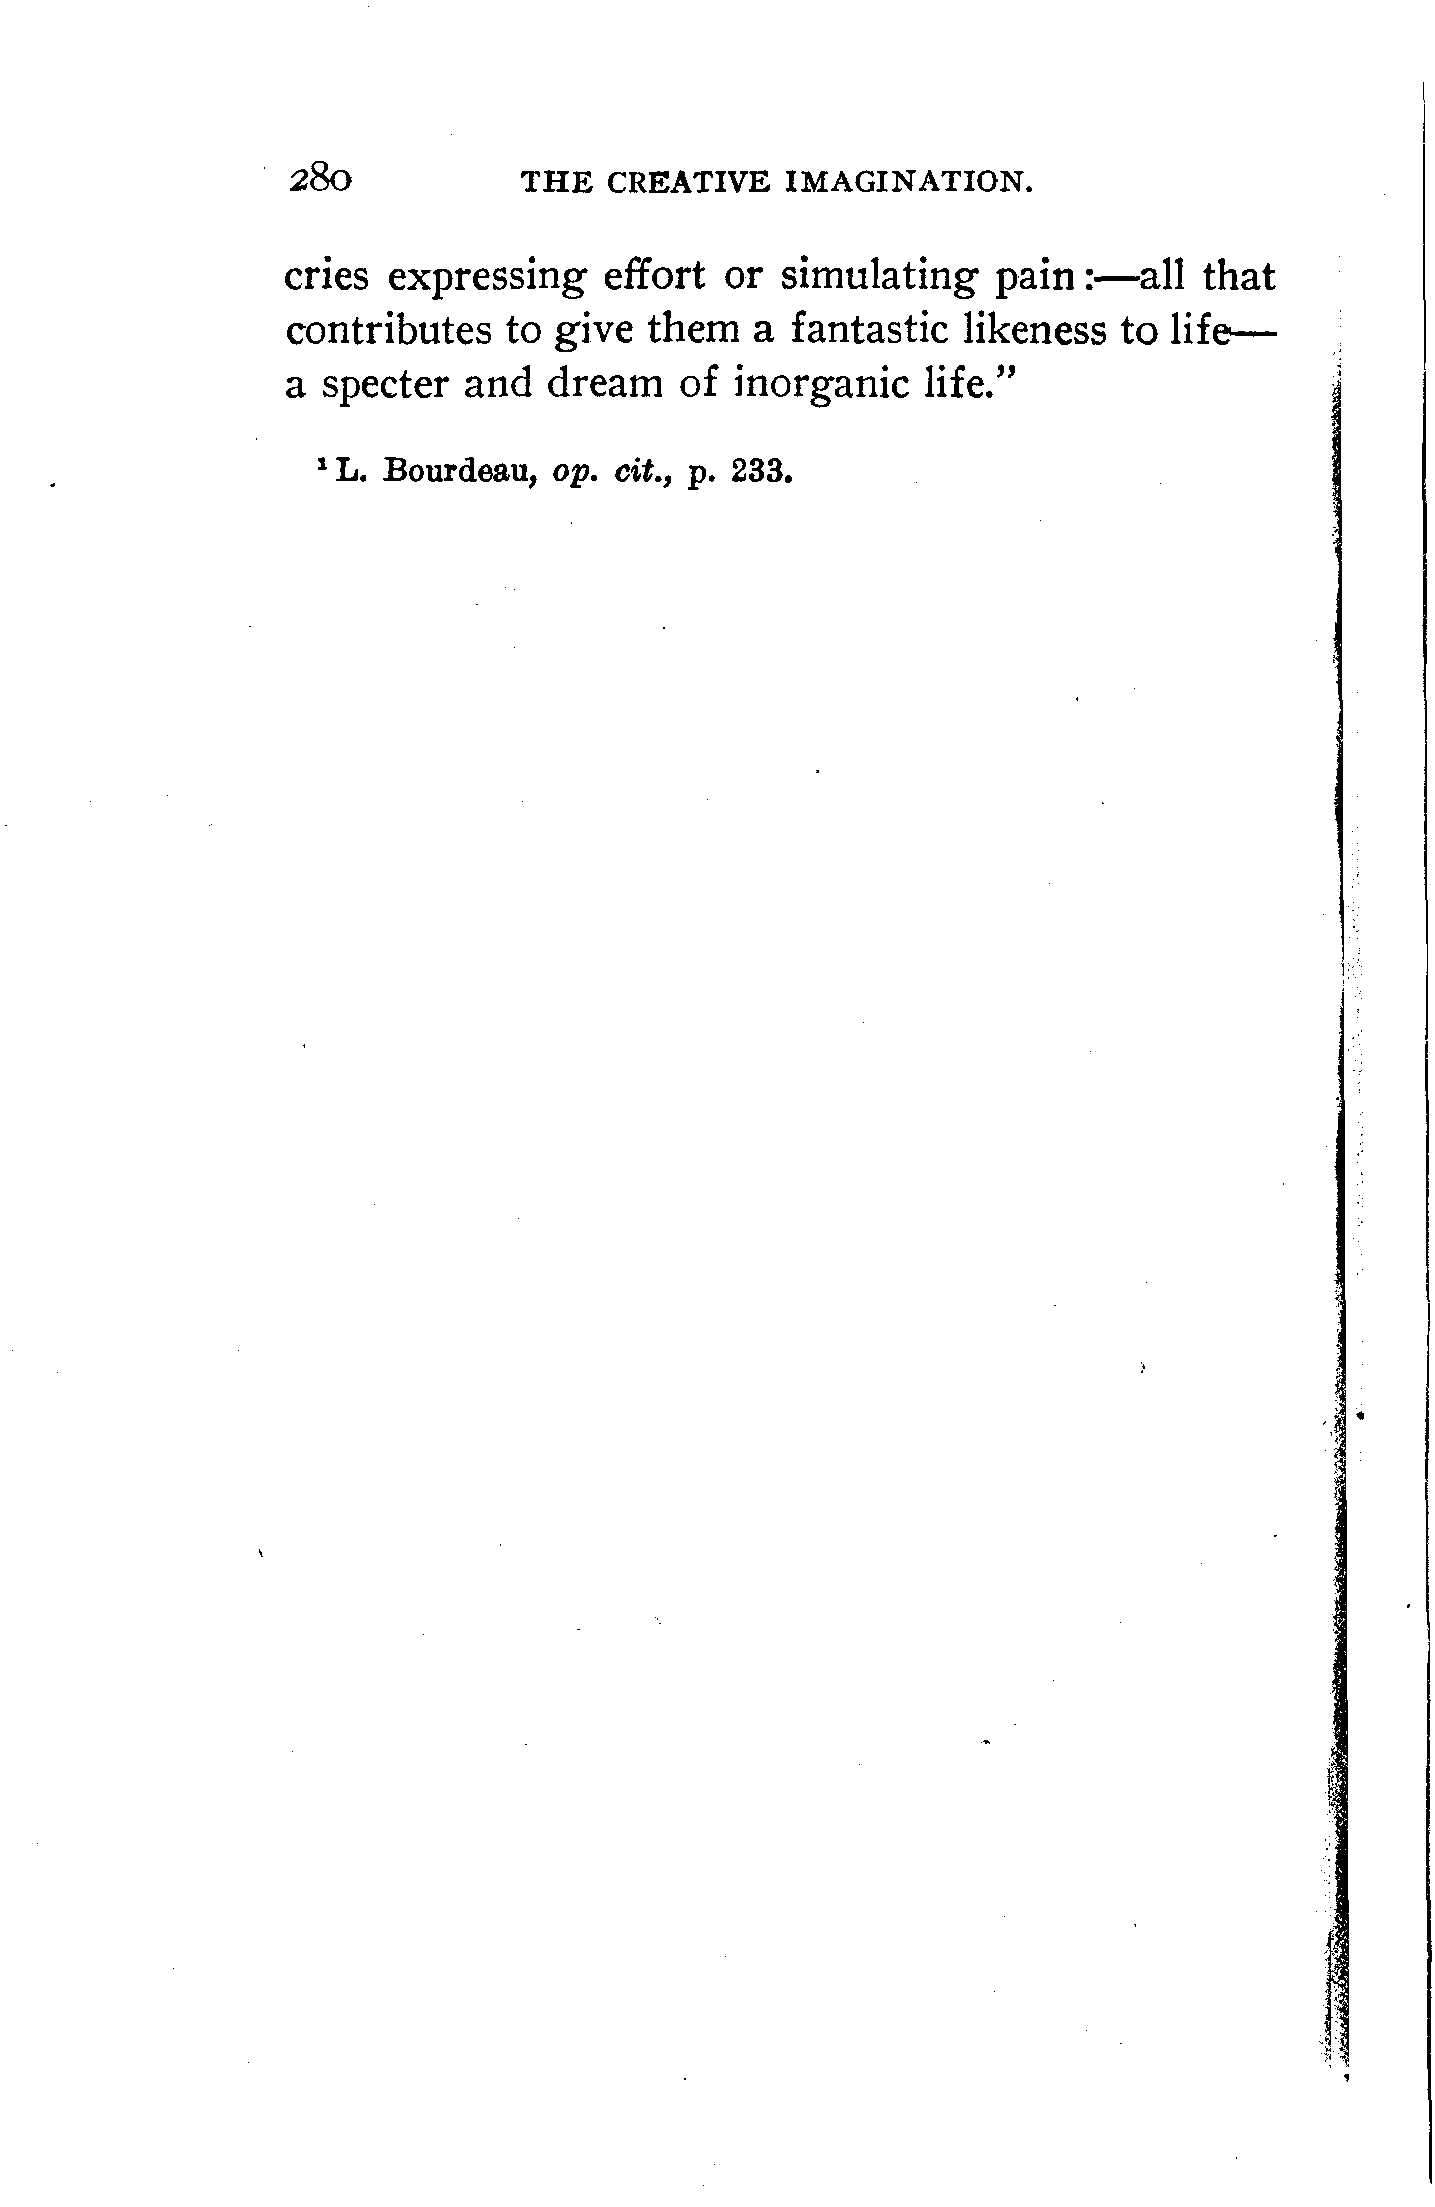 280 THE CREATIVE IMAGINATION.
cries expressing effort or simulating pain:—all that
contributes to give them a fantastic likeness to life—
a specter and dream of inorganic life.”
¹ L. Bourdeau, op. cit., p. 233.